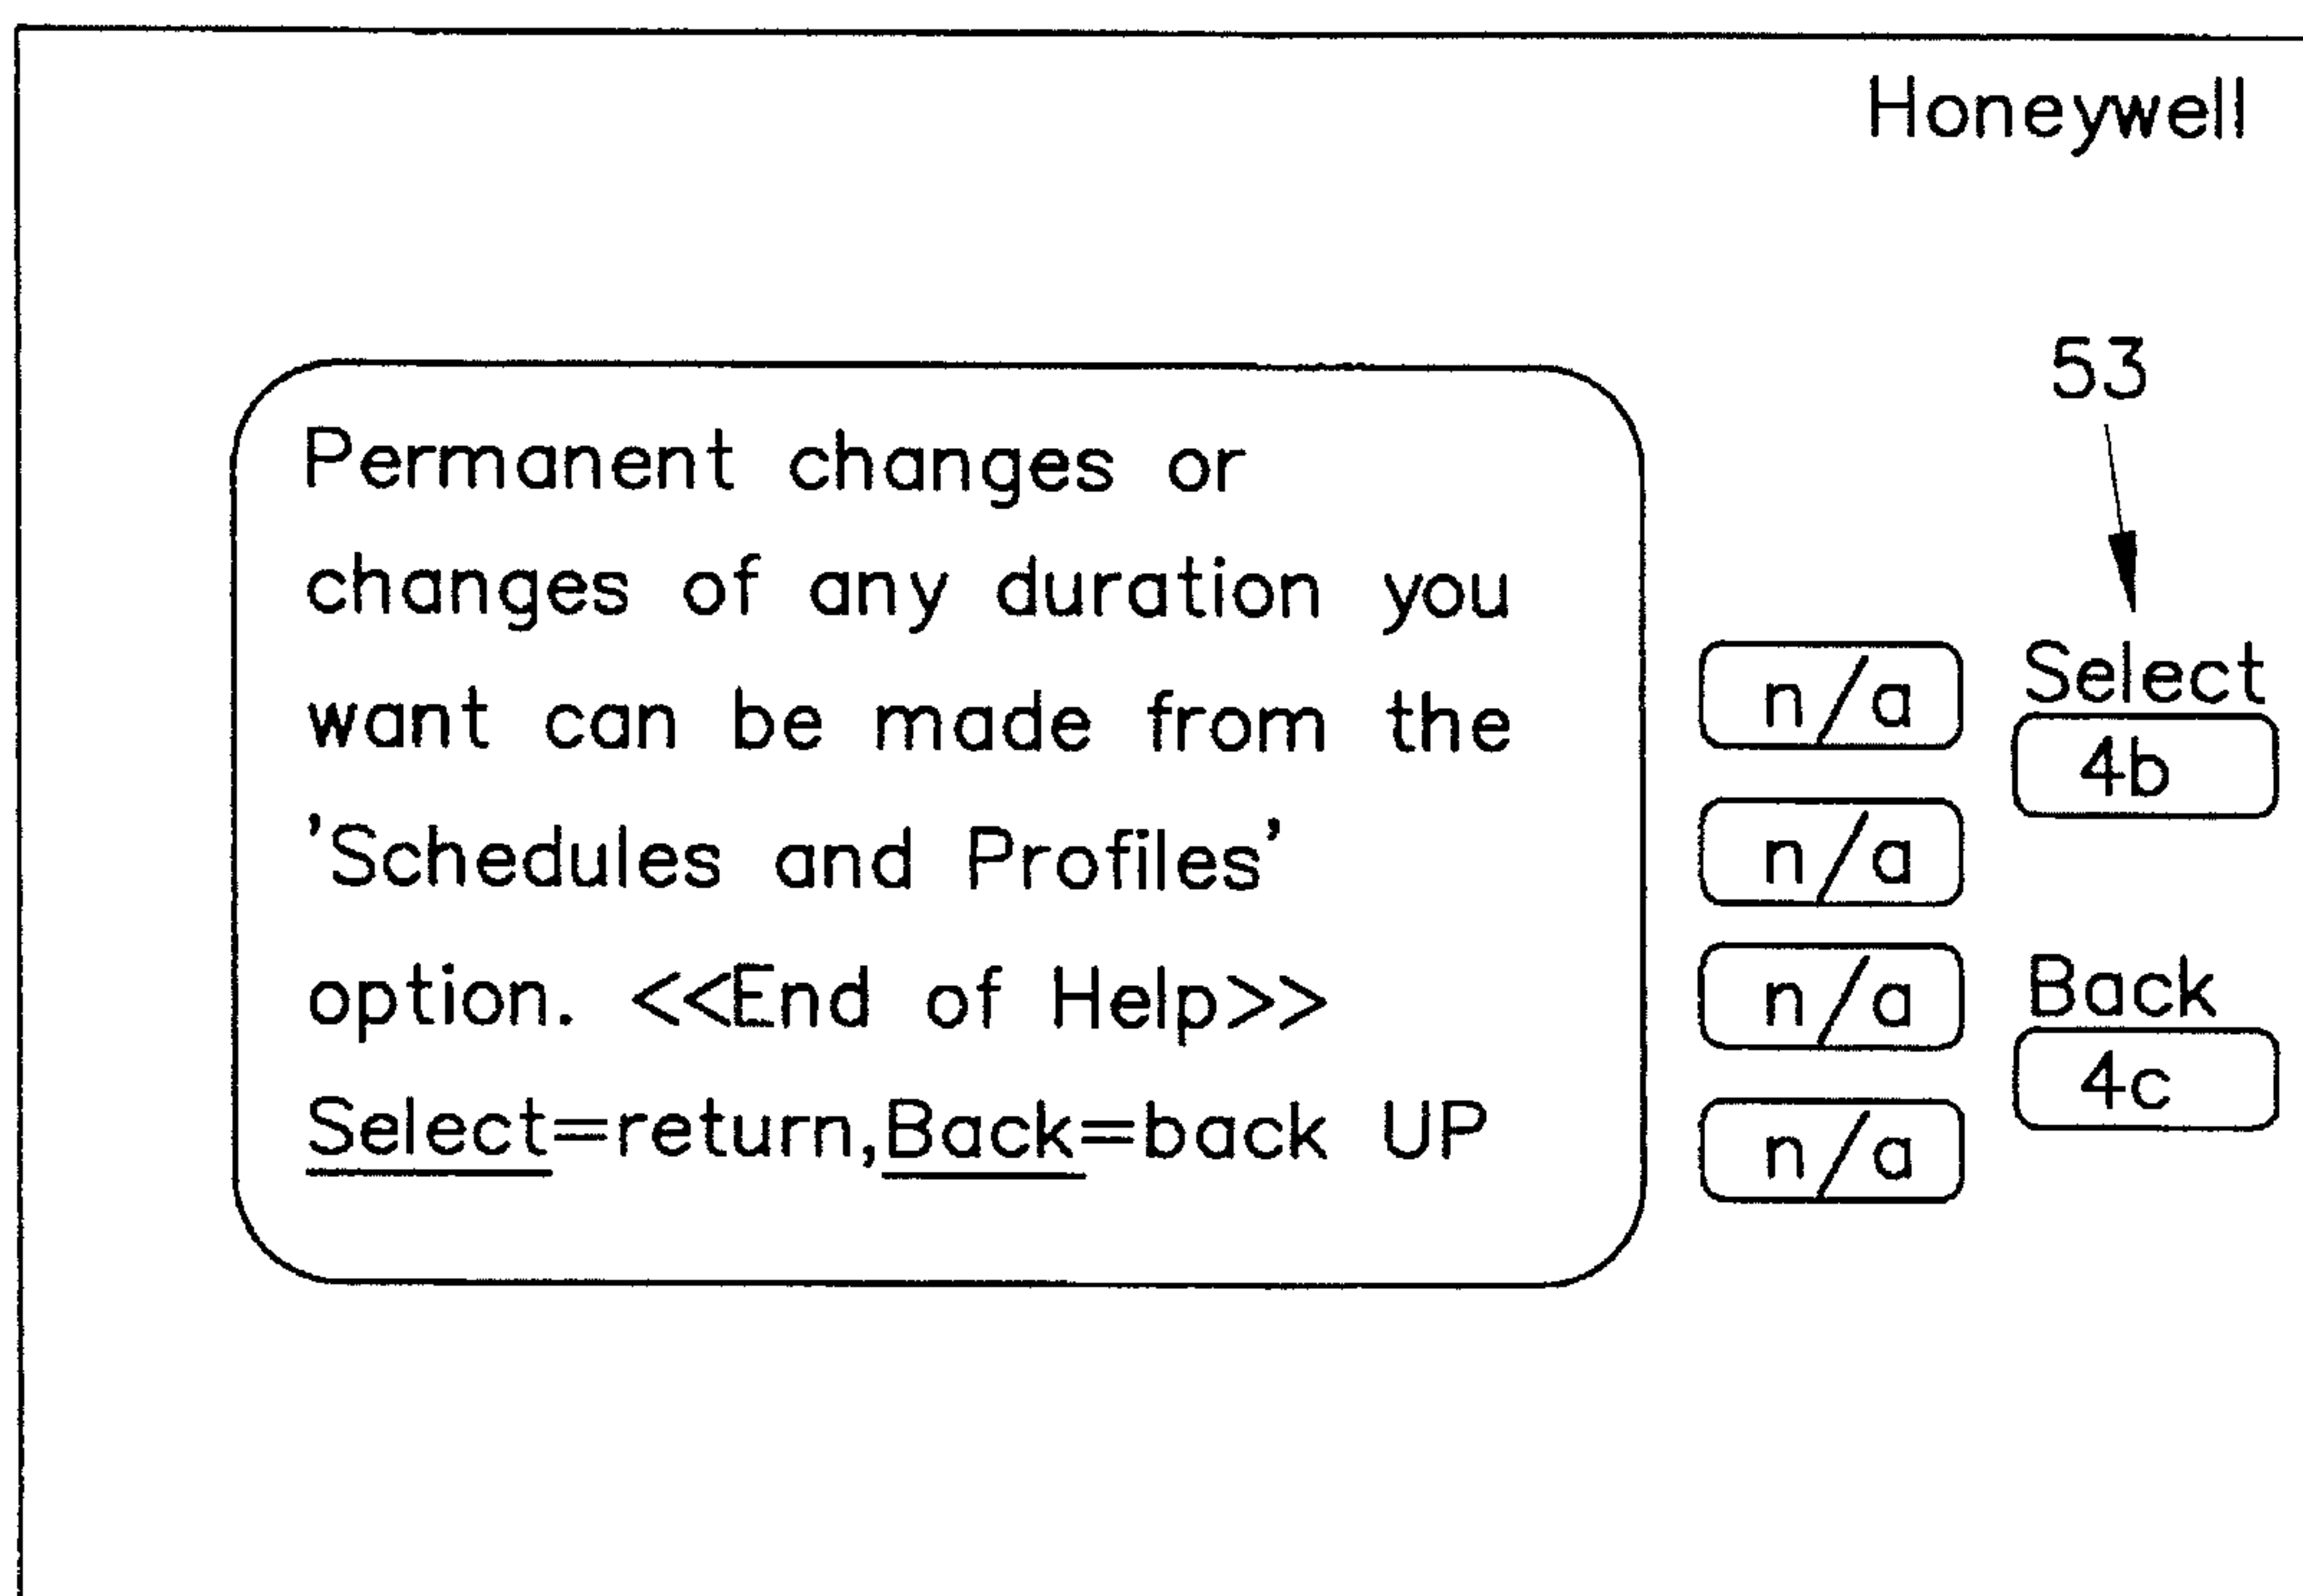 Honeywell
53
Permanent changes or
changes of any duration you
want can be made from the
'Schedules and Profiles'
option. <<End of Help>>
Select=return,Back=back UP
n/a
Select
4b
n/a
n/a
Back
4c
n/a